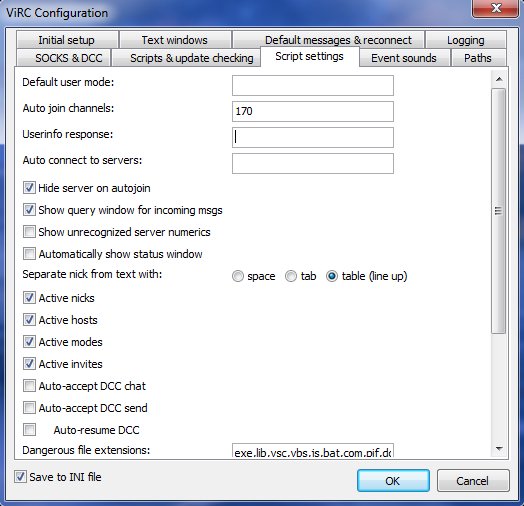 ViRC Configuration
Initial setup Text windows Default messages & reconnect Logging
SOCKS & DCC Scripts & update checking Script settings Event sounds Paths
Default user mode:
Auto join channels: 170
Userinfo response:
Auto connect to servers:
Hide server on autojoin
Show query window for incoming msgs
Show unrecognized server numerics
Automatically show status window
Separate nick from text with: space tab table (line up)
Active nicks
Active hosts
Active modes
Active invites
Auto-accept DCC chat
Auto-accept DCC send
Auto-resume DCC
Dangerous file extensions: exe,lib,vsc,vbs,js,bat,com,pif,do
Save to INI file OK Cancel